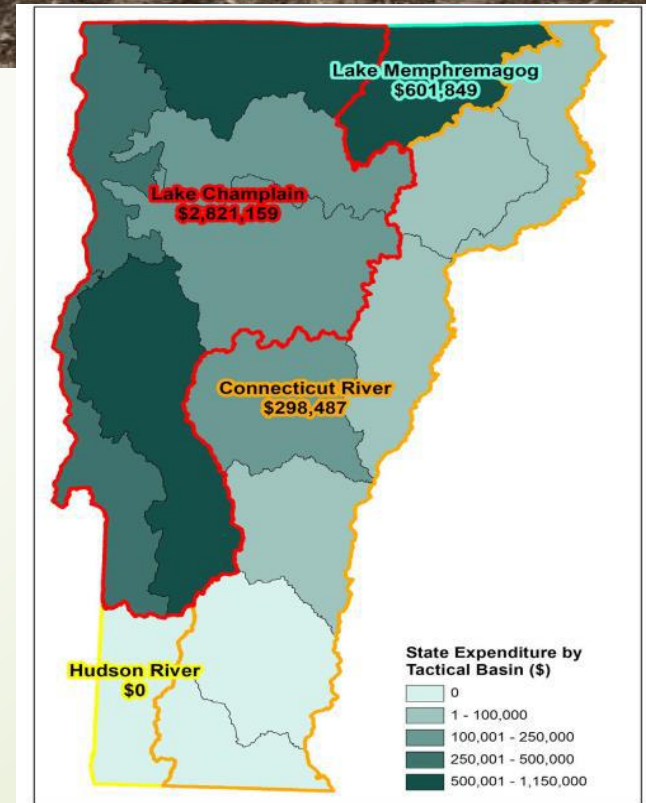 Lake Memphremagog
$601,849
Lake Champlain
$2,821,159
Connecticut River
$298,487
Hudson River
$0
State Expenditure by
Tactical Basin ($)
0
1 - 100,000
100,001 - 250,000
250,001 - 500,000
500,001 - 1,150,000